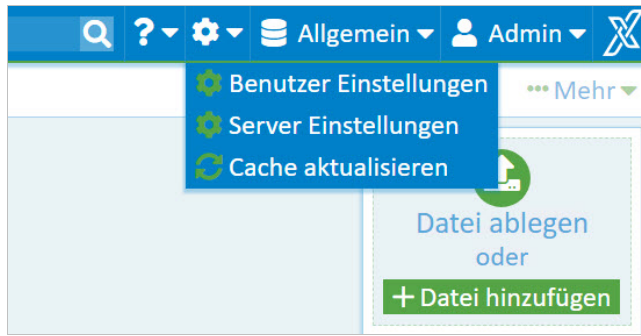 ? Allgemein Admin
Benutzer Einstellungen
••• Mehr
Server Einstellungen
Cache aktualisieren
Datei ablegen
oder
+ Datei hinzufügen